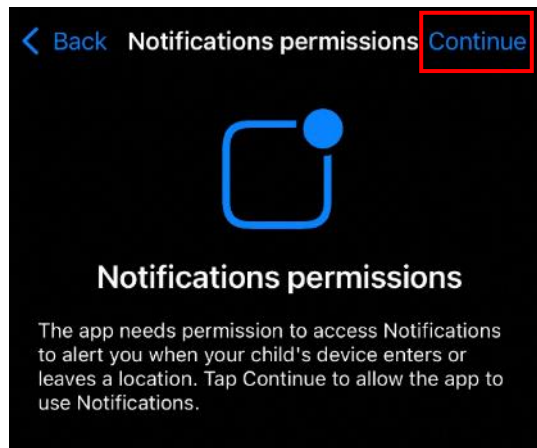 Back Notifications permissions Continue
Notifications permissions
The app needs permission to access Notifications
to alert you when your child's device enters or
leaves a location. Tap Continue to allow the app to
use Notifications.